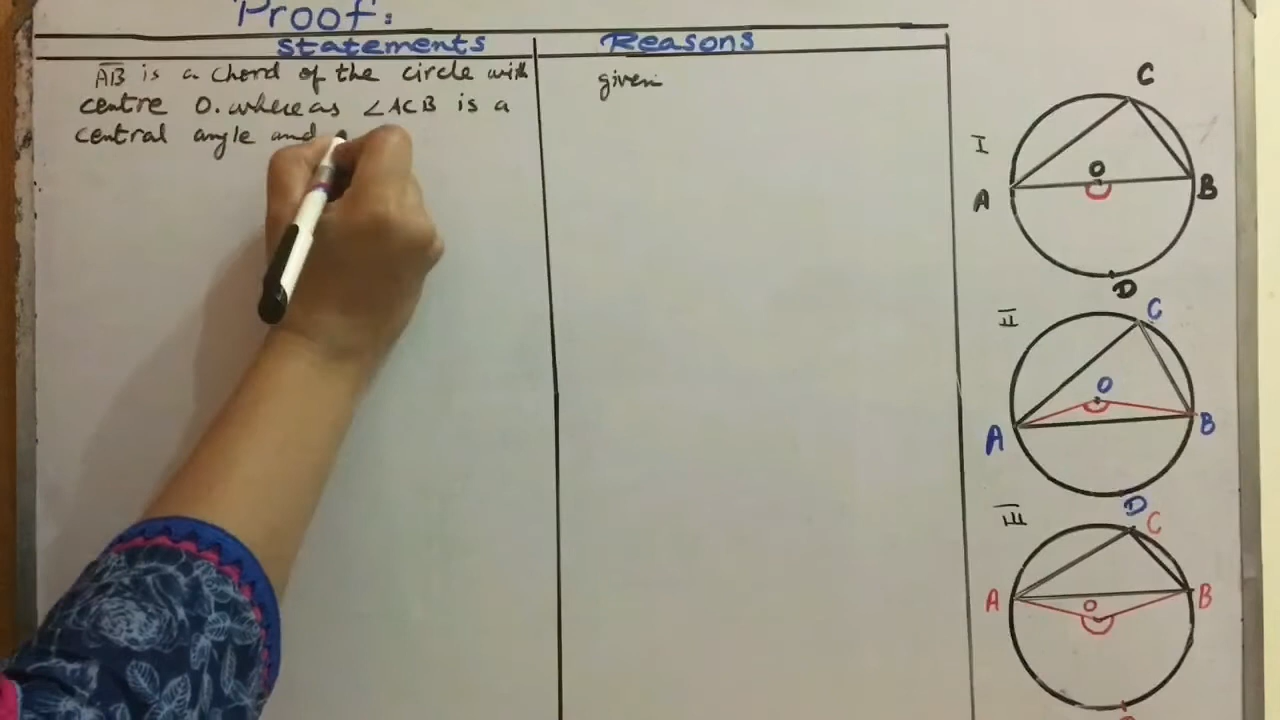 Proof:
Statements
Reasons
AB is a chord of the circle with
centre O. whereas ∠ACB is a
central angle and
given
I
C
O
A
B
D
II
C
O
A
B
D
III
C
A
O
B